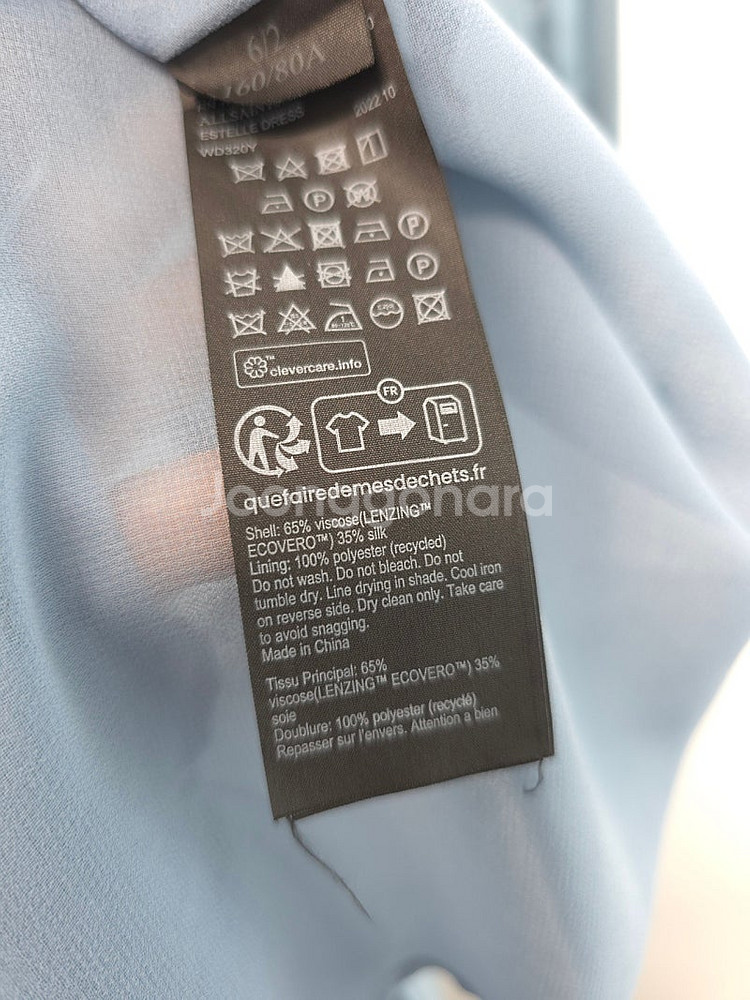 6/2
160/80A
ALLSAINTS
2022.10
ESTELLE DRESS
WD320Y
P
W
P
P
clevercare.info
FR
quefairedemesdechets.fr
Joonggonara
Shell: 65% viscose(LENZING™
ECOVERO™) 35% silk
Lining: 100% polyester (recycled)
Do not wash. Do not bleach. Do not
tumble dry. Line drying in shade. Cool iron
on reverse side. Dry clean only. Take care
to avoid snagging.
Made in China
Tissu Principal: 65%
viscose(LENZING™ ECOVERO™) 35%
soie
Doublure: 100% polyester (recyclé)
Repasser sur l'envers. Attention a bien